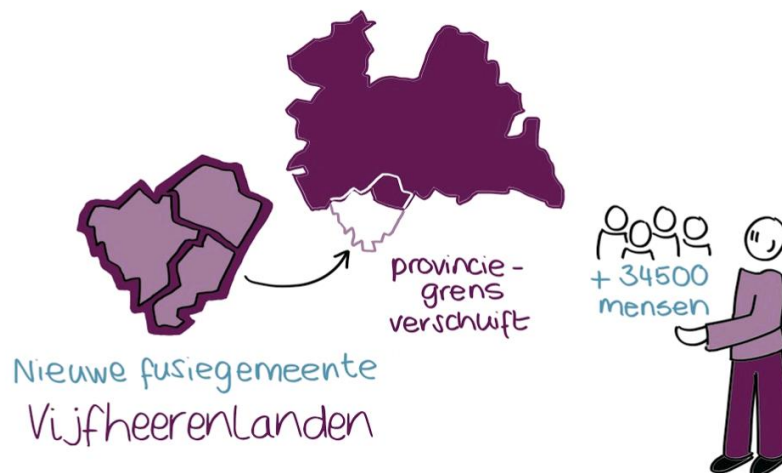 provincie-
grens
verschuift
+ 34500
mensen
Nieuwe fusiegemeente
Vijfheerenlanden